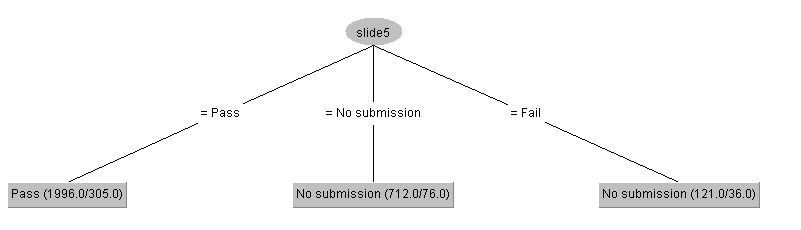 slide5
= Pass
= No submission
= Fail
Pass (1996.0/305.0)
No submission (712.0/76.0)
No submission (121.0/36.0)